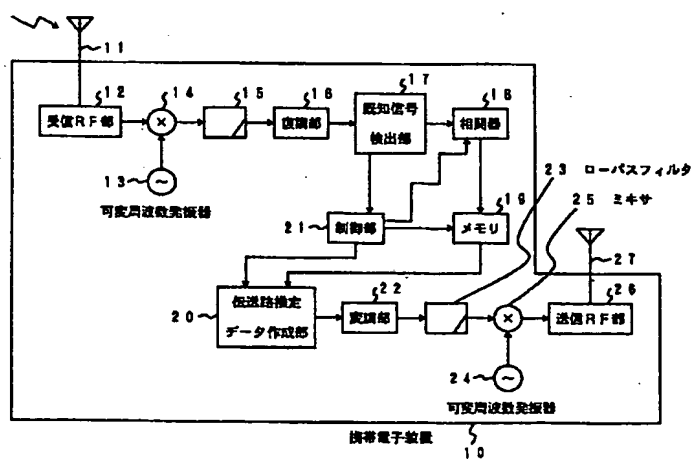 11
12
14
15
16
17
18
受信RF部
×
復調部
既知信号
検出部
相関器
13
~
可変周波数発振器
23 ローパスフィルタ
25 ミキサ
19
21
制御部
メモリ
27
20
伝送路推定
データ作成部
22
変調部
×
26
送信RF部
24
~
可変周波数発振器
携帯電子装置
10